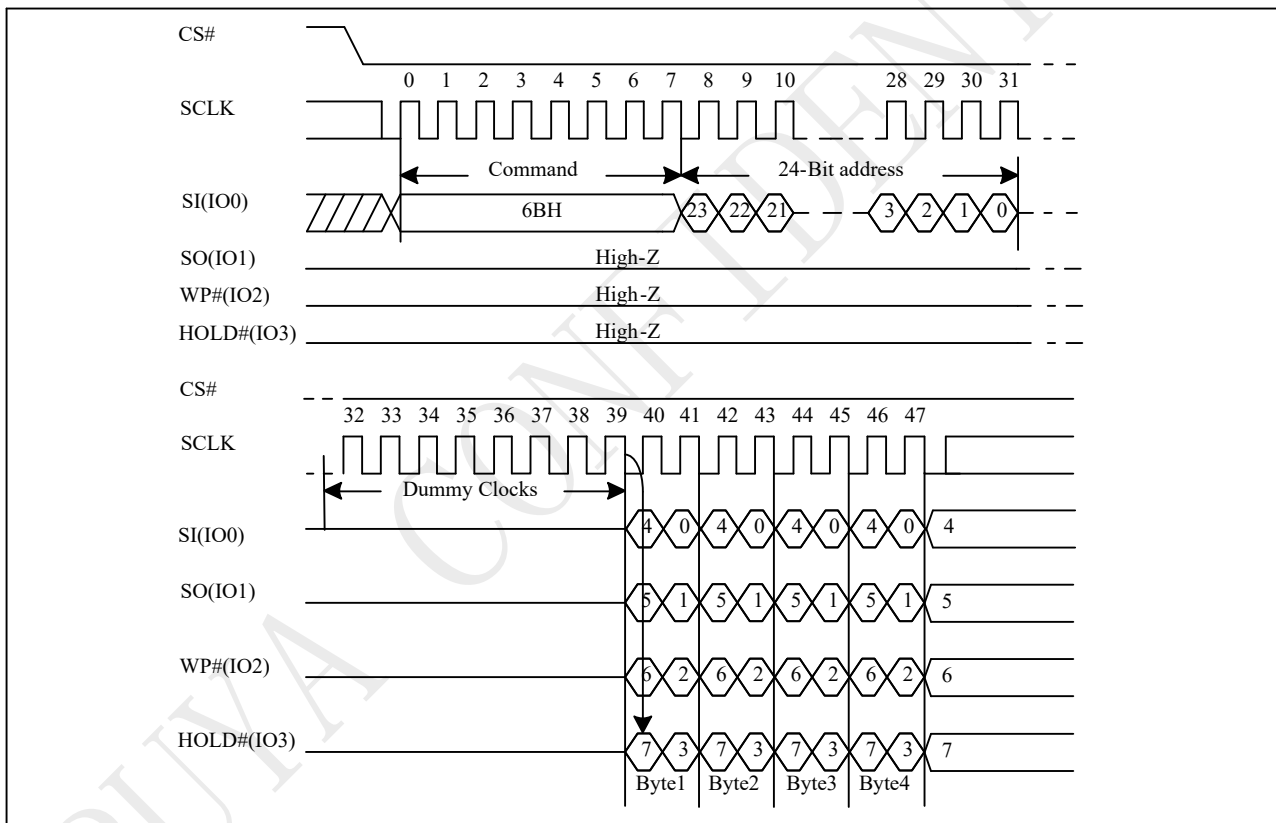 CS#
0 1 2 3 4 5 6 7 8 9 10 28 29 30 31
SCLK
Command 24-Bit address
SI(IO0) 6BH 23 22 21 3 2 1 0
SO(IO1) High-Z
WP#(IO2) High-Z
HOLD#(IO3) High-Z
CS#
32 33 34 35 36 37 38 39 40 41 42 43 44 45 46 47
SCLK
Dummy Clocks
SI(IO0) 4 0 4 0 4 0 4 0 4
SO(IO1) 5 1 5 1 5 1 5 1 5
WP#(IO2) 6 2 6 2 6 2 6 2 6
HOLD#(IO3) 7 3 7 3 7 3 7 3 7
Byte1 Byte2 Byte3 Byte4